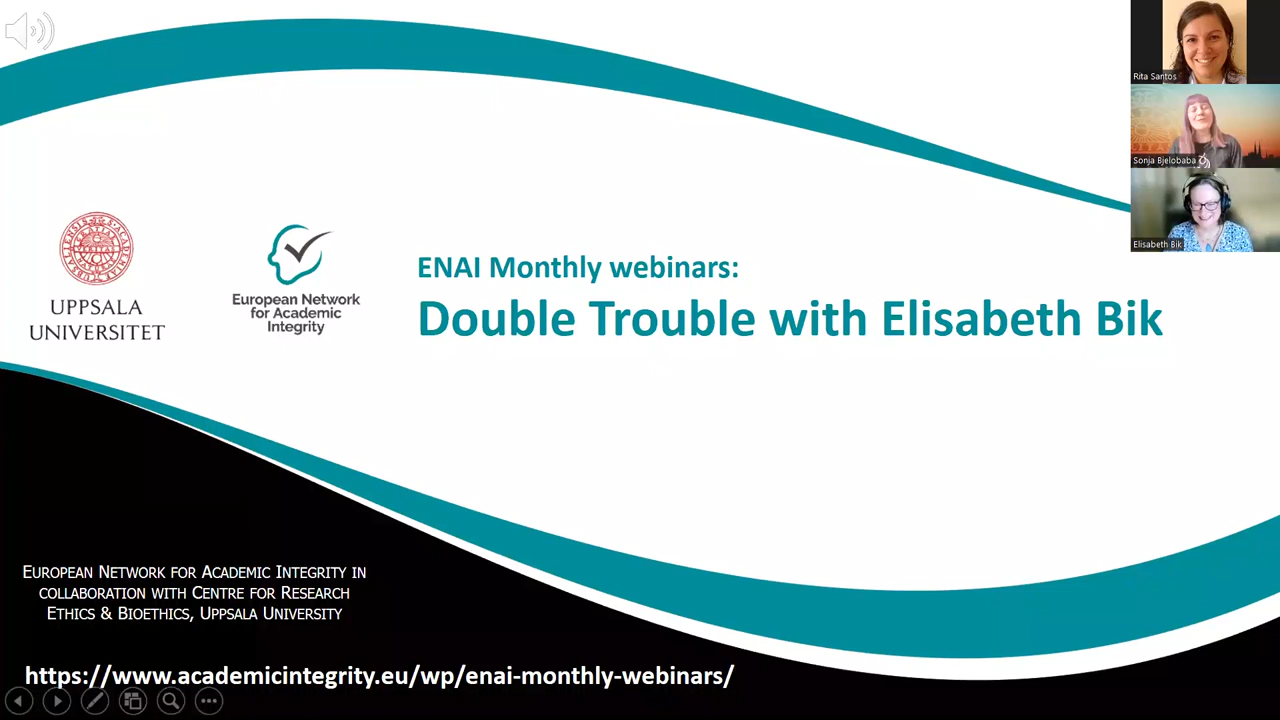 Rita Santos
Sonja Bjelobaba
Elisabeth Bik
UPPSALA
UNIVERSITET
European Network
for Academic
Integrity
ENAI Monthly webinars:
Double Trouble with Elisabeth Bik
EUROPEAN NETWORK FOR ACADEMIC INTEGRITY IN
COLLABORATION WITH CENTRE FOR RESEARCH
ETHICS & BIOETHICS, UPPSALA UNIVERSITY
https://www.academicintegrity.eu/wp/enai-monthly-webinars/